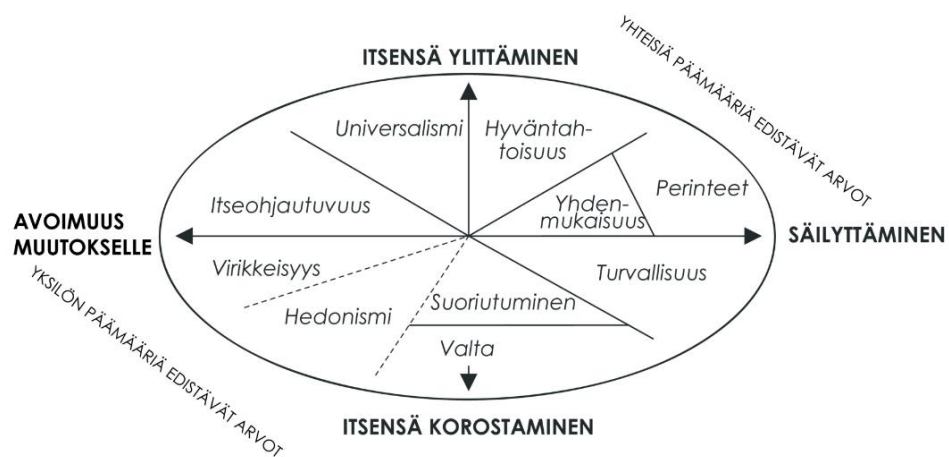 ITSENSÄ YLITTÄMINEN
YHTEISIÄ PÄÄMÄÄRIÄ EDISTÄVÄT ARVOT
Universalismi
Hyväntah-
toisuus
Perinteet
Itseohjautuvuus
Yhden-
mukaisuus
AVOIMUUS
MUUTOKSELLE
SÄILYTTÄMINEN
Virikkeisyys
Turvallisuus
Hedonismi
Suoriutuminen
Valta
YKSILÖN PÄÄMÄÄRIÄ EDISTÄVÄT ARVOT
ITSENSÄ KOROSTAMINEN